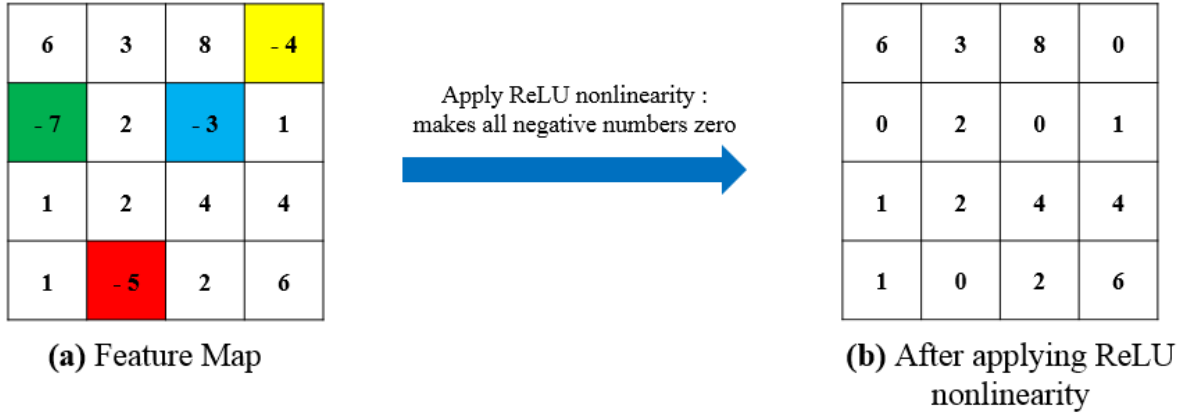 6 3 8 - 4
- 7 2 - 3 1
1 2 4 4
1 - 5 2 6
(a) Feature Map
Apply ReLU nonlinearity :
makes all negative numbers zero
6 3 8 0
0 2 0 1
1 2 4 4
1 0 2 6
(b) After applying ReLU
nonlinearity